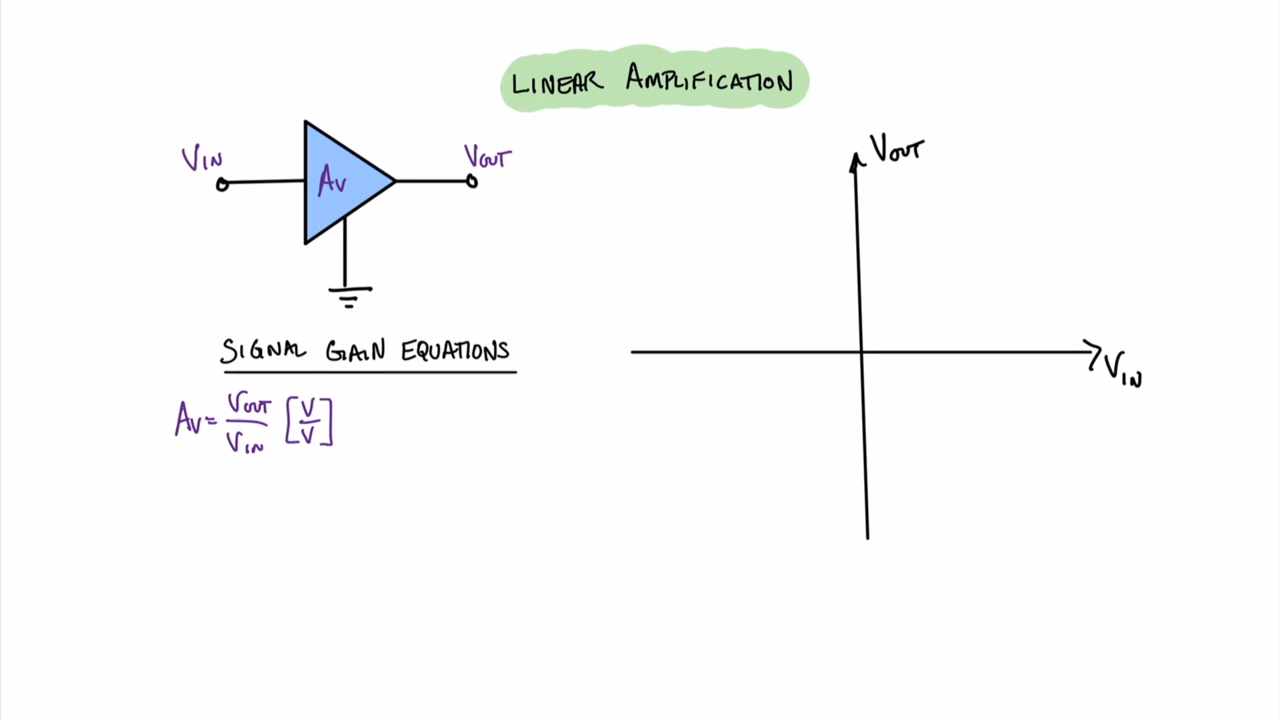 LINEAR AMPLIFICATION
VIN
AV
VOUT
SIGNAL GAIN EQUATIONS
AV = VOUT / VIN [V/V]
VOUT
VIN